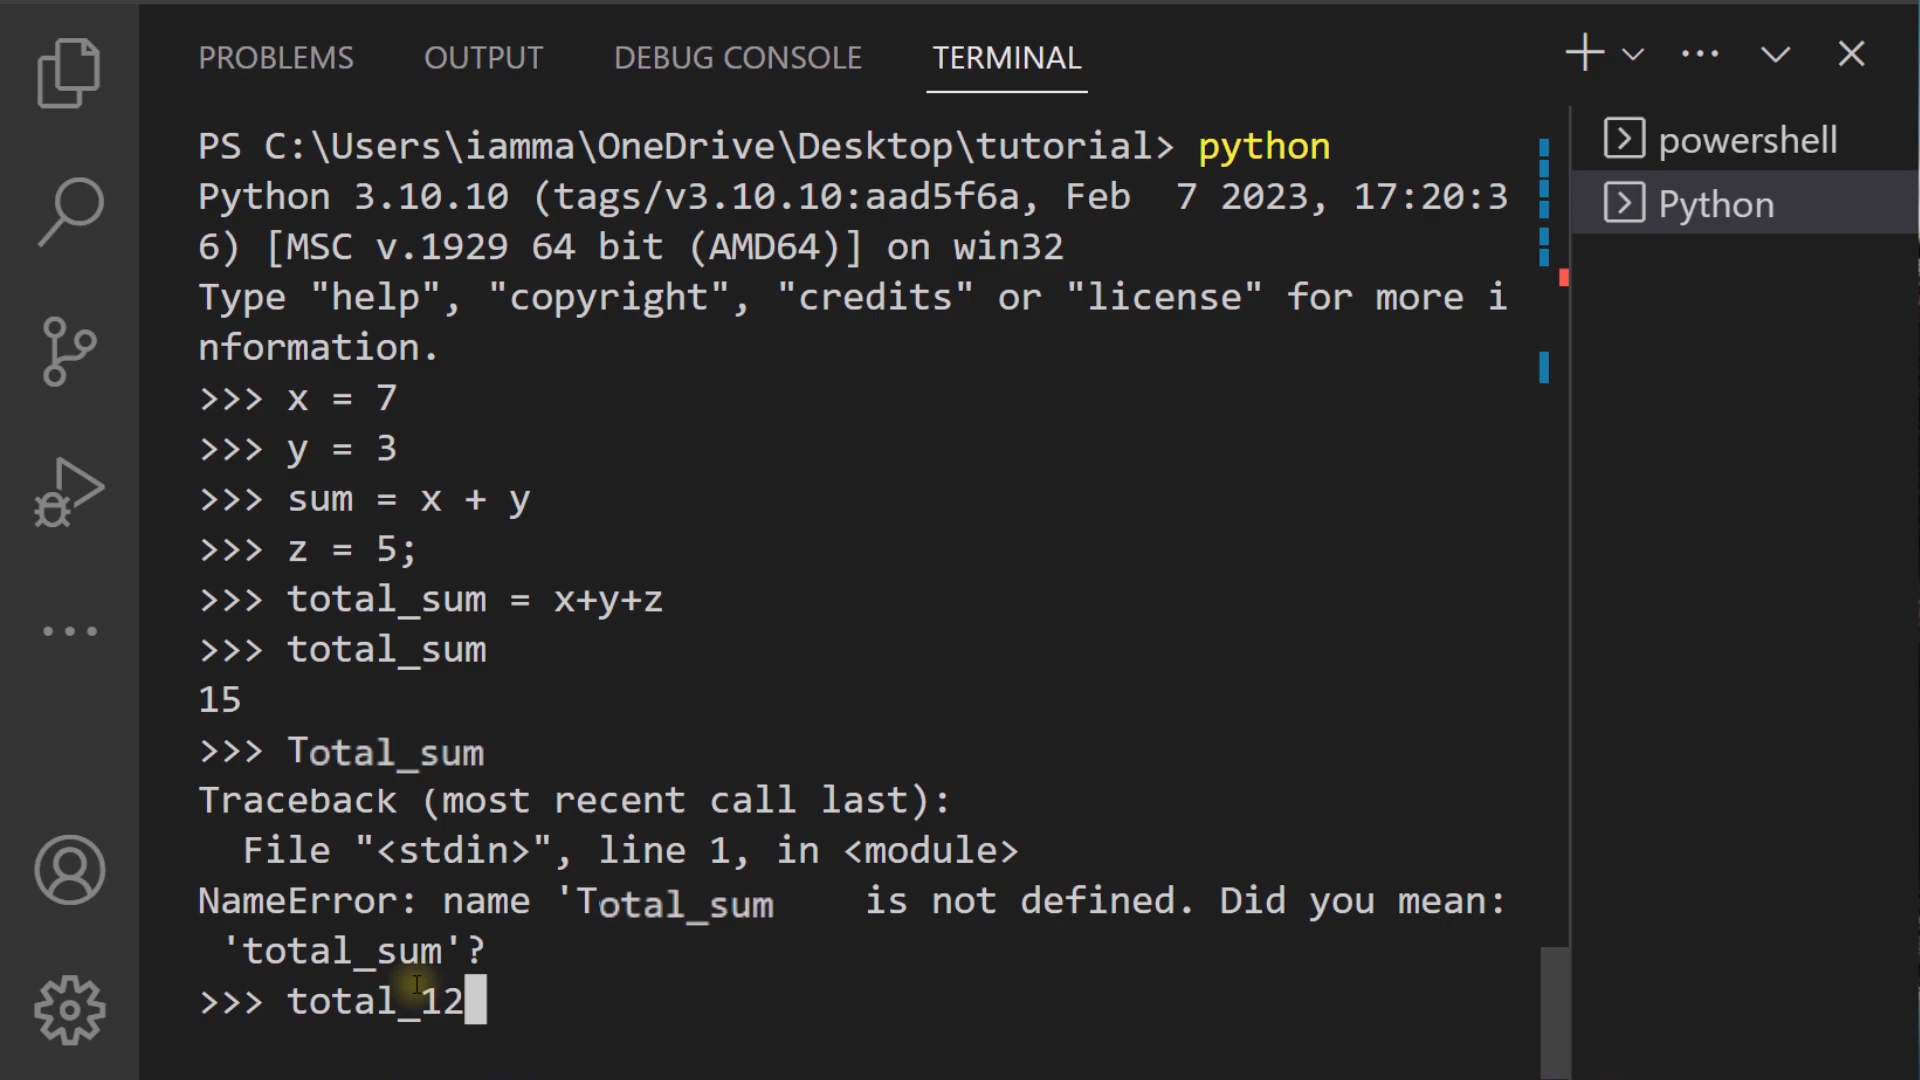 PROBLEMS OUTPUT DEBUG CONSOLE TERMINAL
powershell
Python
PS C:\Users\iamma\OneDrive\Desktop\tutorial> python
Python 3.10.10 (tags/v3.10.10:aad5f6a, Feb  7 2023, 17:20:3
6) [MSC v.1929 64 bit (AMD64)] on win32
Type "help", "copyright", "credits" or "license" for more i
nformation.
>>> x = 7
>>> y = 3
>>> sum = x + y
>>> z = 5;
>>> total_sum = x+y+z
>>> total_sum
15
>>> Total_sum
Traceback (most recent call last):
  File "<stdin>", line 1, in <module>
NameError: name 'Total_sum is not defined. Did you mean:
 'total_sum'?
>>> total_12